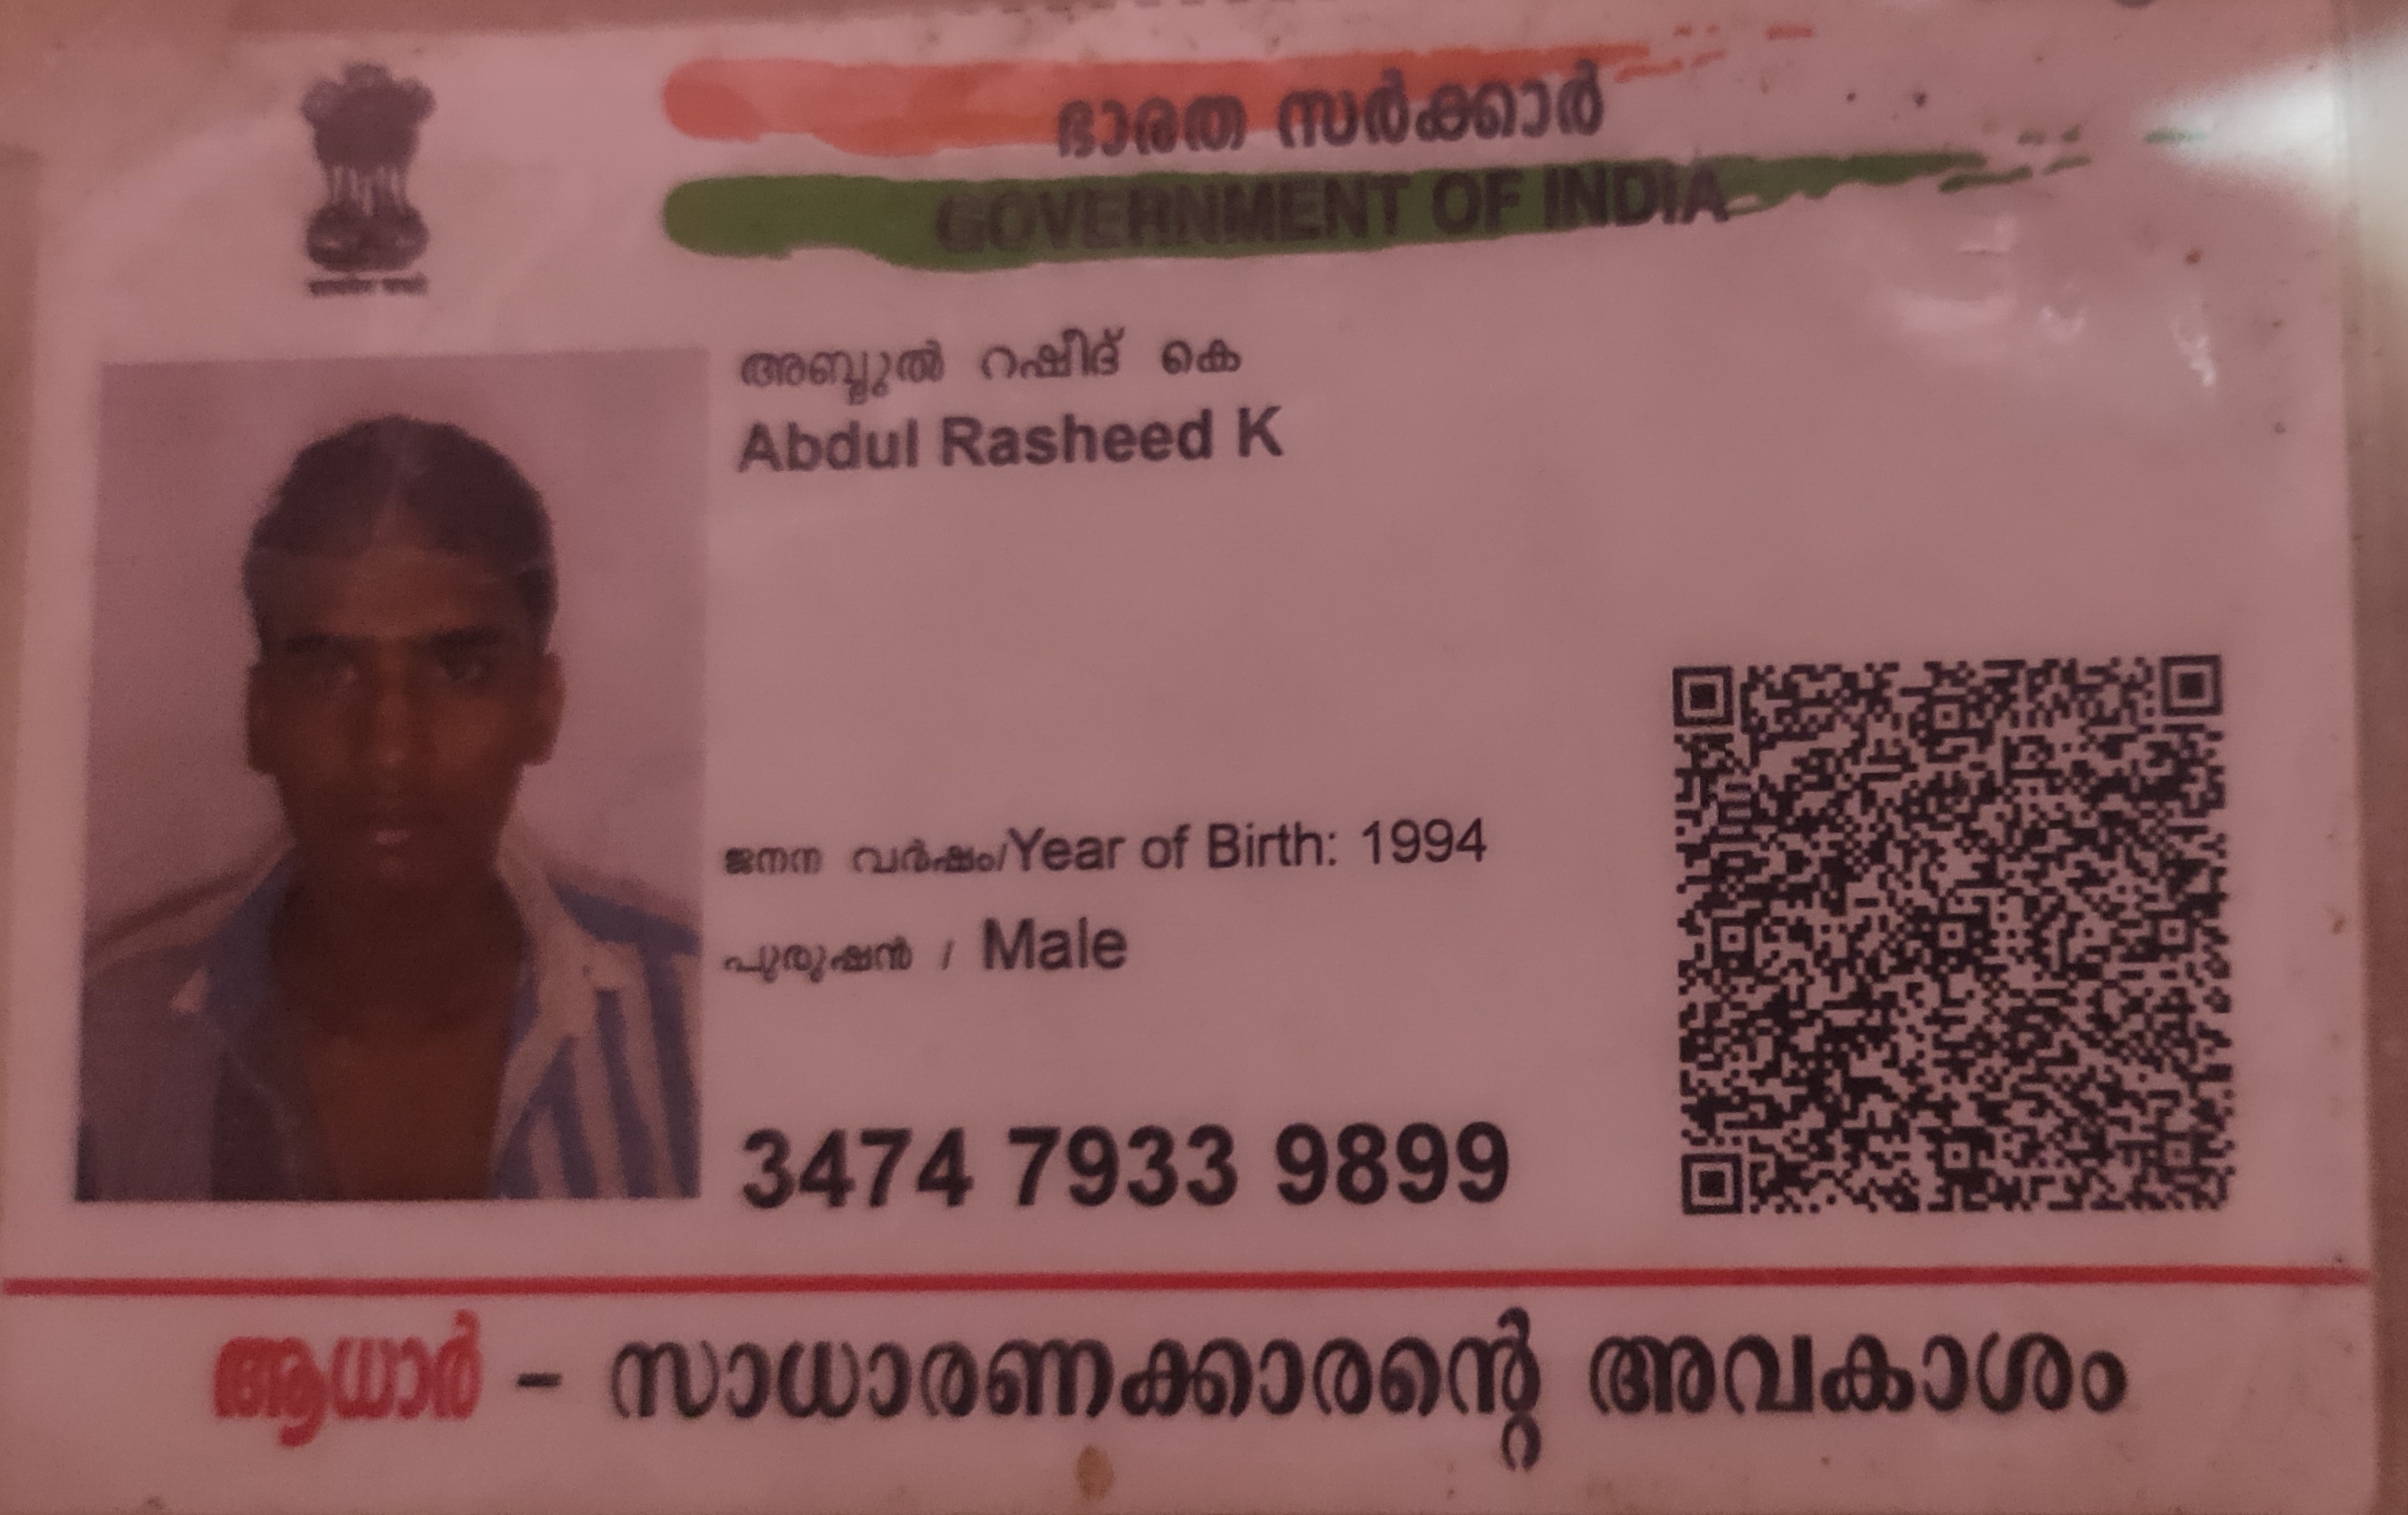 ഭാരത സർക്കാർ
GOVERNMENT OF INDIA
അബ്ദുൽ റഷീദ് കെ
Abdul Rasheed K
ജനന വർഷം/Year of Birth: 1994
പുരുഷൻ / Male
3474 7933 9899
ആധാർ – സാധാരണക്കാരന്റെ അവകാശം